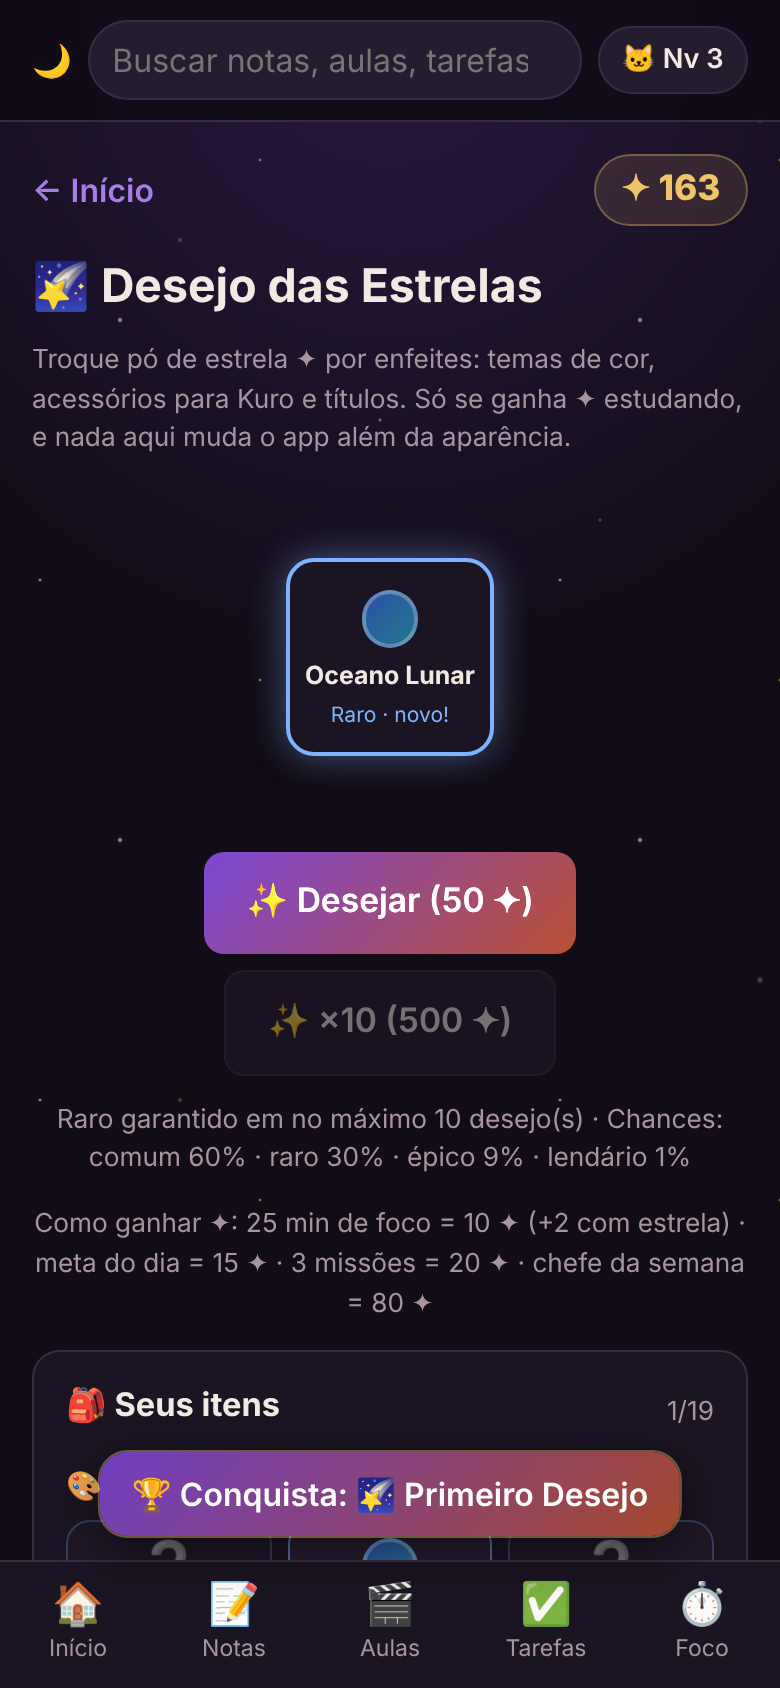 Buscar notas, aulas, tarefas
Nv 3
← Início
✦ 163
Desejo das Estrelas
Troque pó de estrela ✦ por enfeites: temas de cor,
acessórios para Kuro e títulos. Só se ganha ✦ estudando,
e nada aqui muda o app além da aparência.
Oceano Lunar
Raro · novo!
✨ Desejar (50 ✦)
✨ ×10 (500 ✦)
Raro garantido em no máximo 10 desejo(s) · Chances:
comum 60% · raro 30% · épico 9% · lendário 1%
Como ganhar ✦: 25 min de foco = 10 ✦ (+2 com estrela) ·
meta do dia = 15 ✦ · 3 missões = 20 ✦ · chefe da semana
= 80 ✦
Seus itens
1/19
Conquista: 🌠 Primeiro Desejo
? ?
Início
Notas
Aulas
Tarefas
Foco